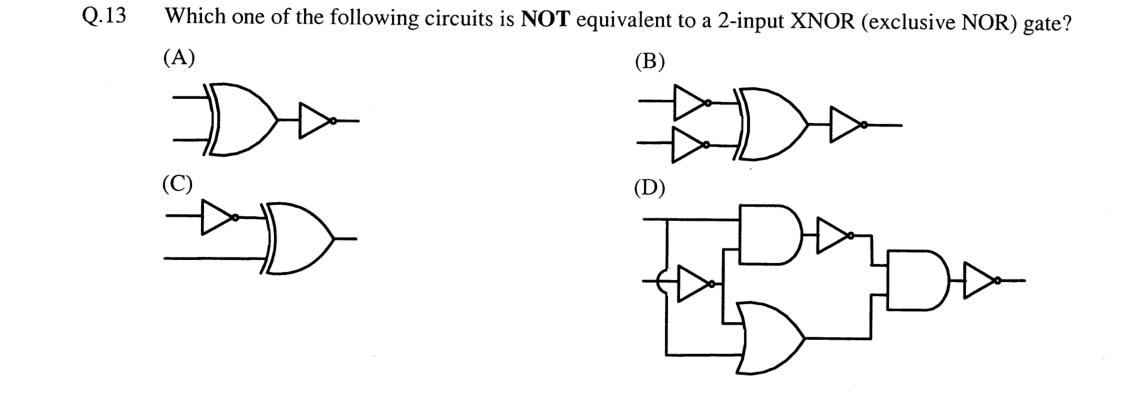 Q.13 Which one of the following circuits is NOT equivalent to a 2-input XNOR (exclusive NOR) gate?
(A) (B)
(C) (D)